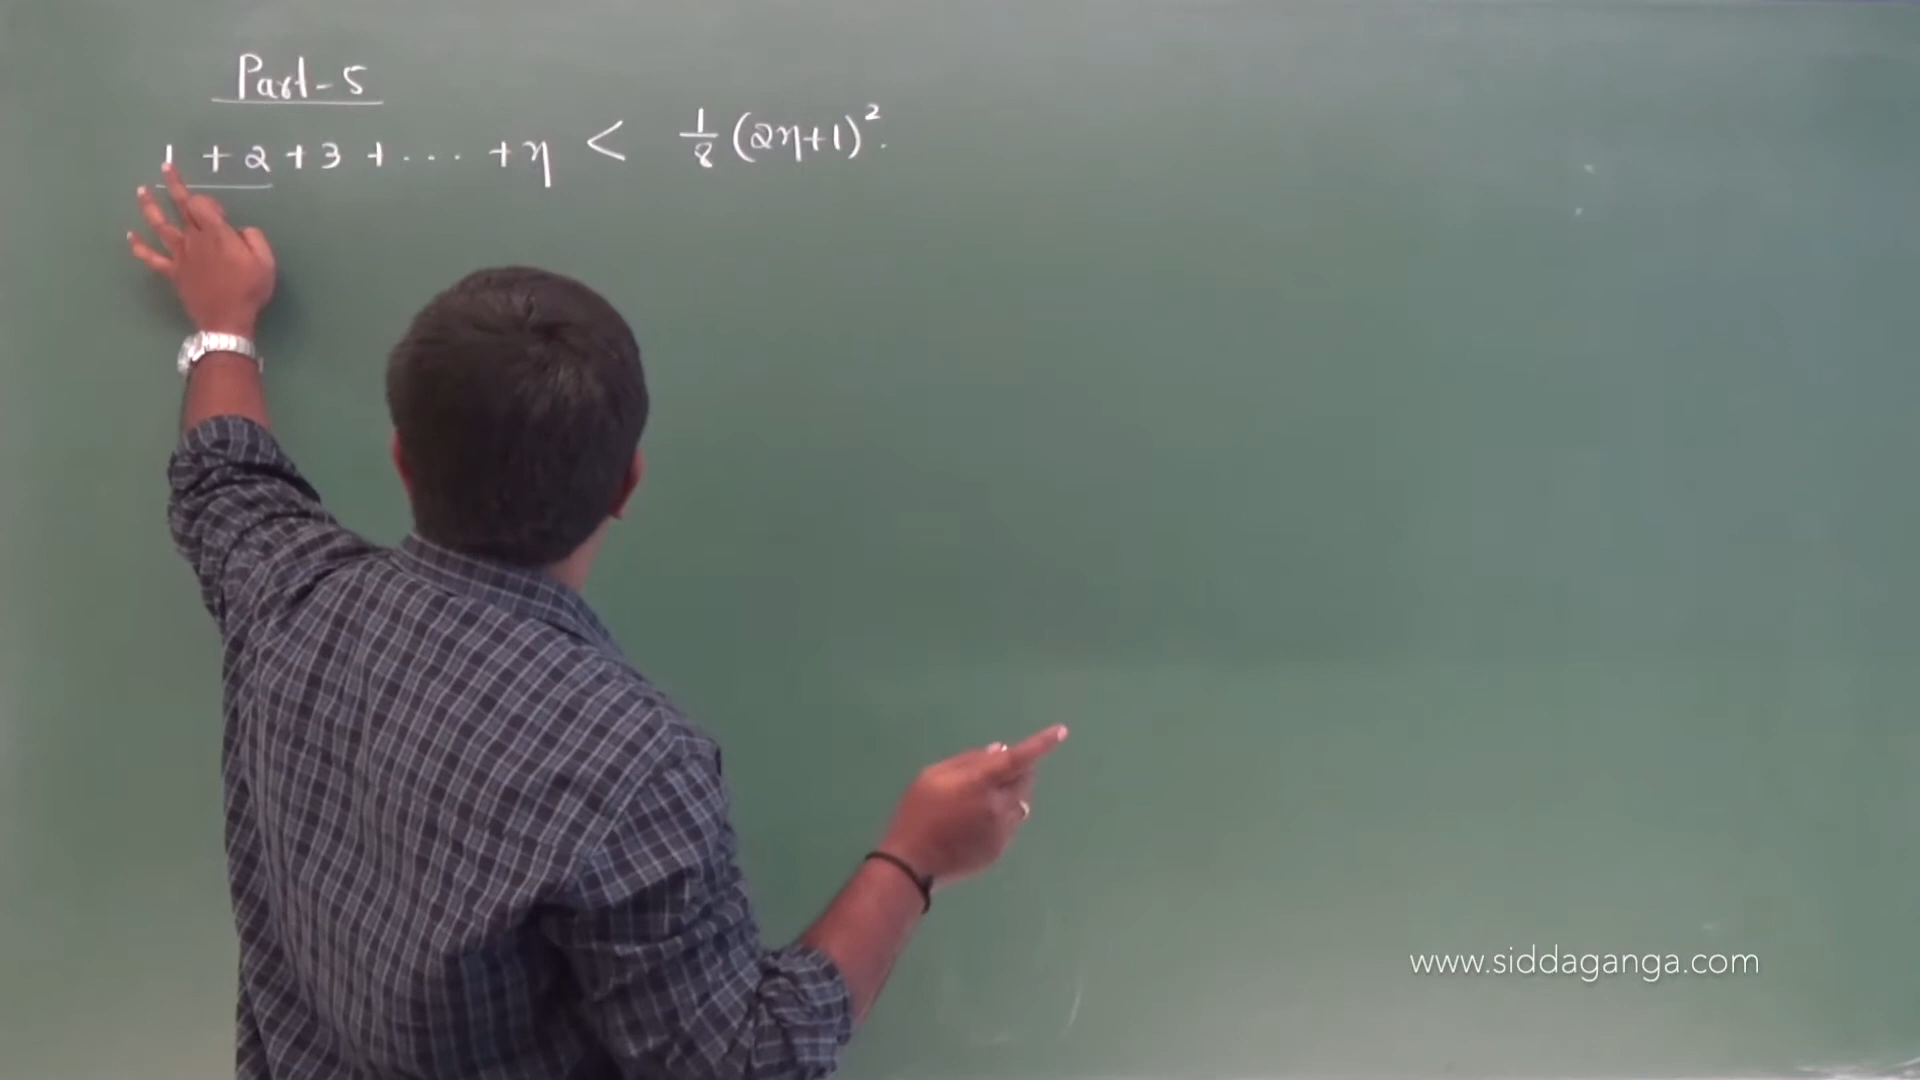 Part-5
1 + 2 + 3 + ... + n < 1/8 (2n+1)².
www.siddaganga.com